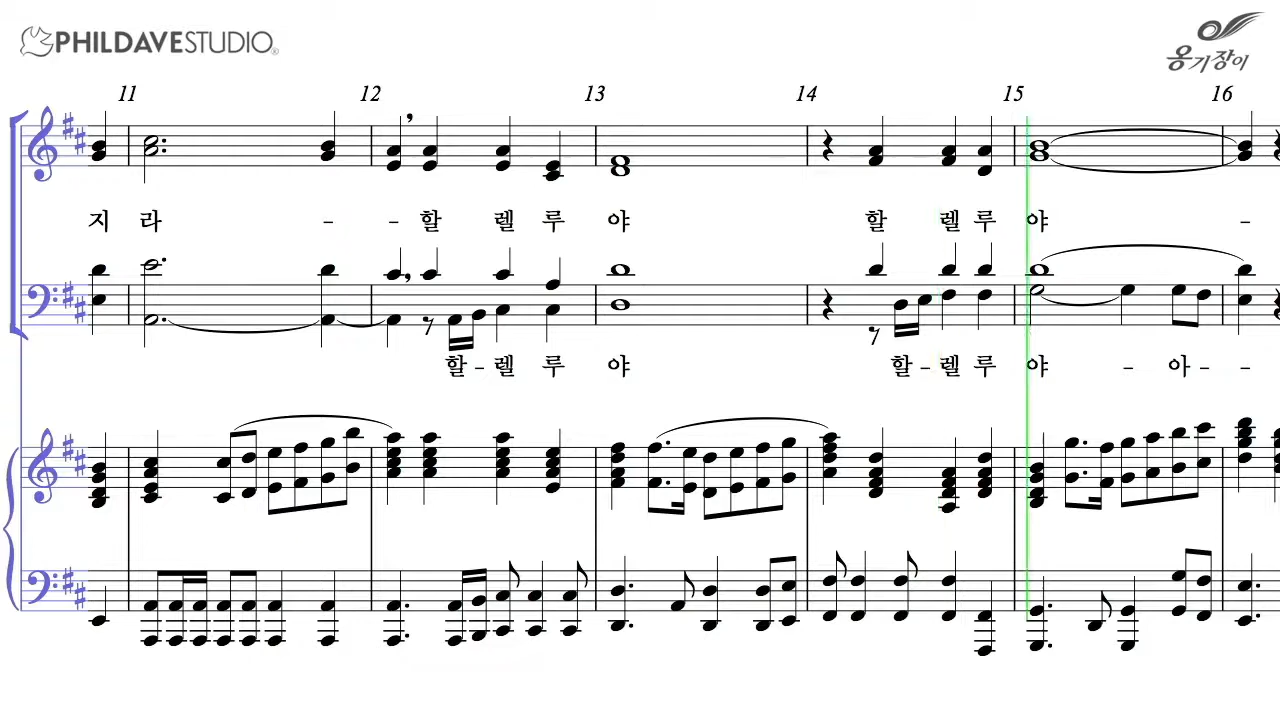 PHILDAVESTUDIO®
옹기장이
11 12 13 14 15 16
지 라 - - 할 렐 루 야 할 렐 루 야 -
할 - 렐 루 야 할 - 렐 루 야 - 아 - -